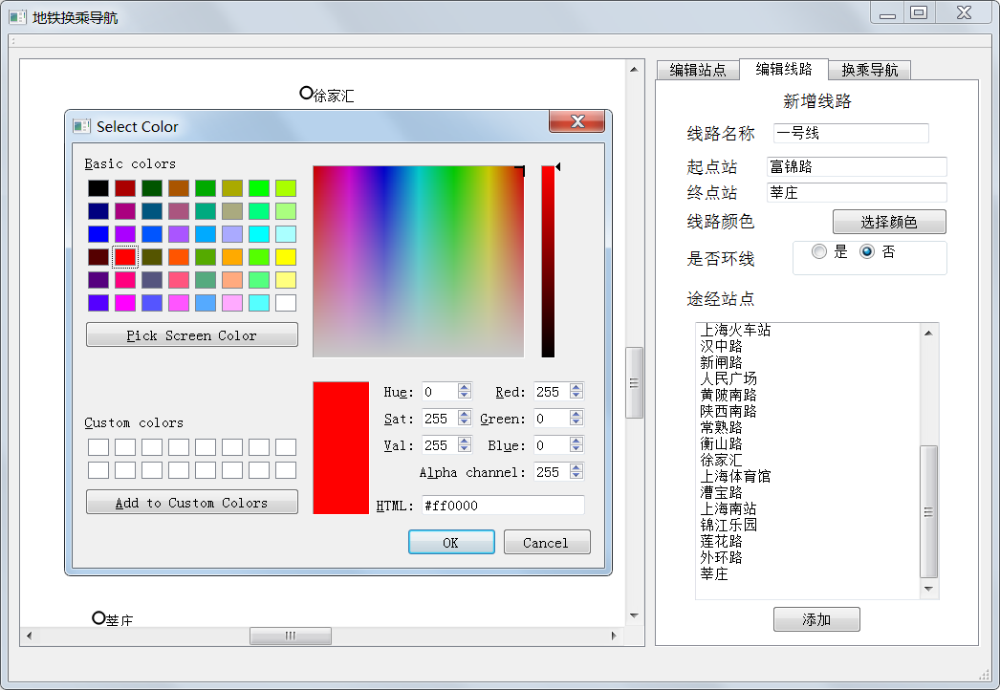 地铁换乘导航
徐家汇
Select Color
Basic colors
Pick Screen Color
Custom colors
Add to Custom Colors
Hue: 0
Red: 255
Sat: 255
Green: 0
Val: 255
Blue: 0
Alpha channel: 255
HTML: #ff0000
OK
Cancel
莘庄
编辑站点
编辑线路
换乘导航
新增线路
线路名称 一号线
起点站 富锦路
终点站 莘庄
线路颜色 选择颜色
是否环线 是 否
途经站点
上海火车站
汉中路
新闸路
人民广场
黄陂南路
陕西南路
常熟路
衡山路
徐家汇
上海体育馆
漕宝路
上海南站
锦江乐园
莲花路
外环路
莘庄
添加